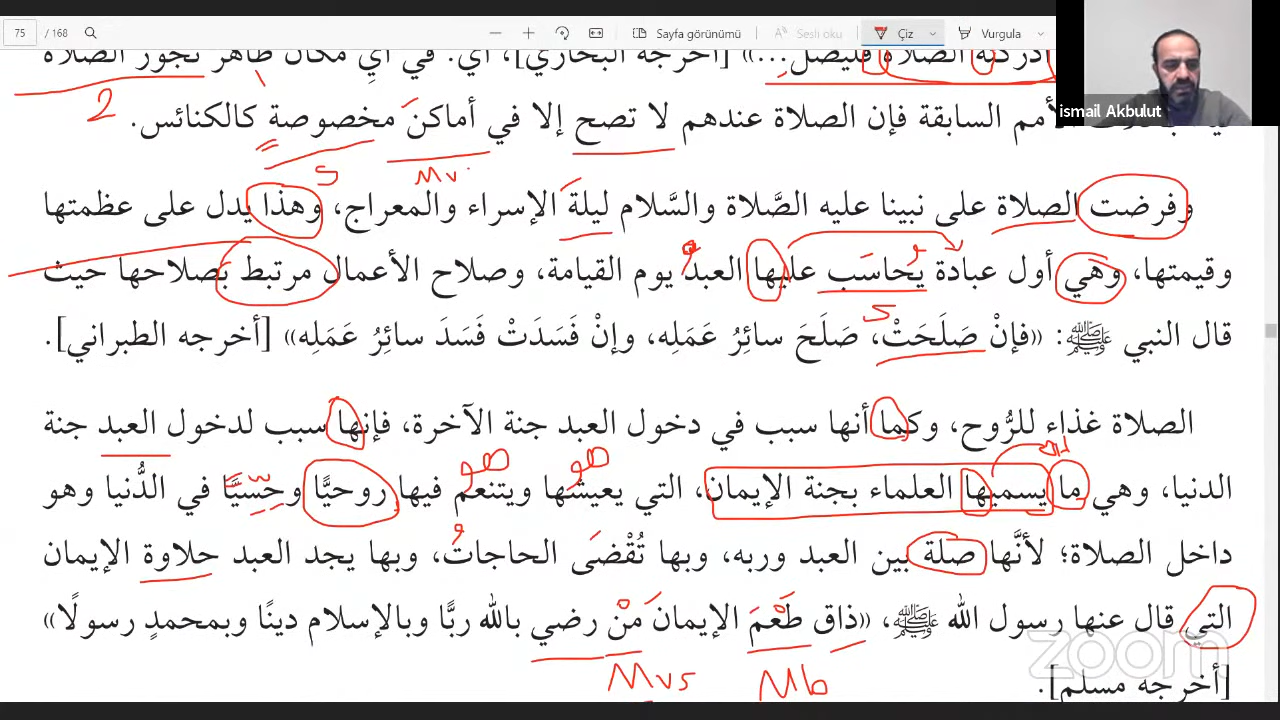 75 / 168 Sayfa görünümü Sesli oku Çiz Vurgula
ismail Akbulut
أدركته الصلاة فليصل...» [أخرجه البخاري]، أي: في أي مكان طاهر تجوز الصلاة
الأمم السابقة فإن الصلاة عندهم لا تصح إلا في أماكن مخصوصة كالكنائس.
وفرضت الصلاة على نبينا عليه الصَّلاة والسَّلام ليلة الإسراء والمعراج، وهذا يدل على عظمتها
وقيمتها، وهي أول عبادة يحاسب عليها العبد يوم القيامة، وصلاح الأعمال مرتبط بصلاحها حيث
قال النبي ﷺ: «فإنْ صَلَحَتْ، صَلَحَ سائِرُ عَمَلِه، وإنْ فَسَدَتْ فَسَدَ سائِرُ عَمَلِه» [أخرجه الطبراني].
الصلاة غذاء للرُّوح، وكما أنها سبب في دخول العبد جنة الآخرة، فإنها سبب لدخول العبد جنة
الدنيا، وهي ما يسميها العلماء بجنة الإيمان، التي يعيشها ويتنعم فيها روحيًّا وحسيًّا في الدُّنيا وهو
داخل الصلاة؛ لأنَّها صلة بين العبد وربه، وبها تُقْضى الحاجات، وبها يجد العبد حلاوة الإيمان
التي قال عنها رسول الله ﷺ، «ذاق طَعْمَ الإيمان مَنْ رضي بالله ربًّا وبالإسلام دينًا وبمحمدٍ رسولًا»
[أخرجه مسلم].
Mvs Mb
zoom